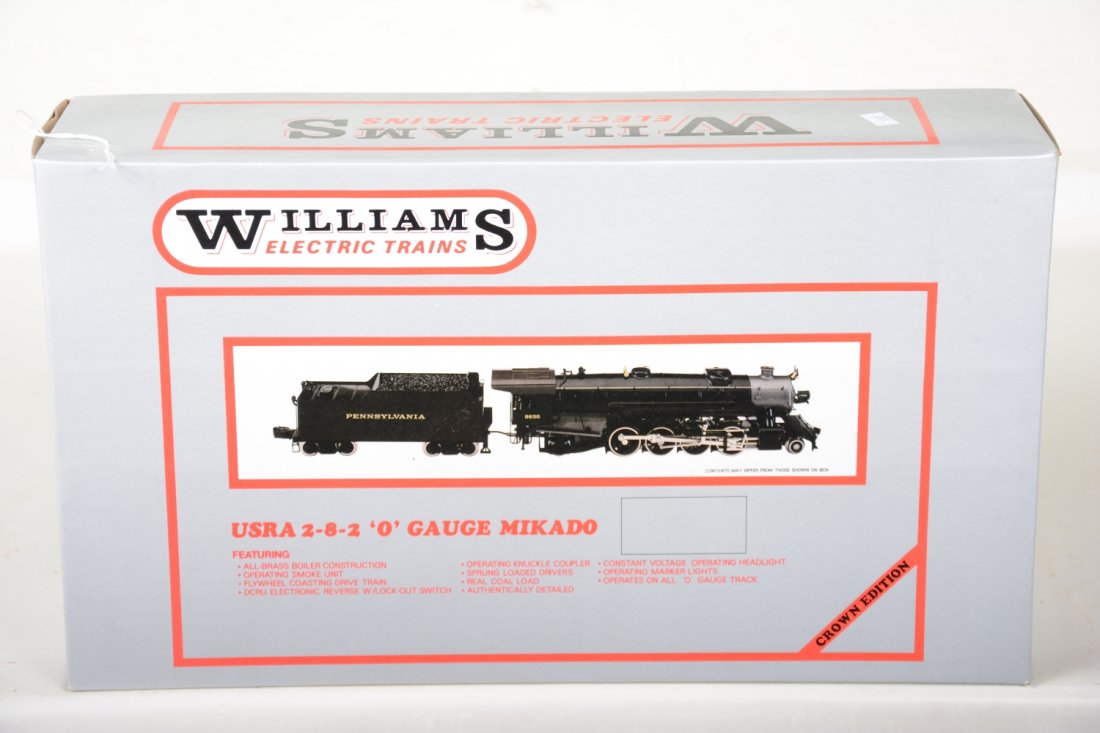 WILLIAMS
ELECTRIC TRAINS
WILLIAMS
ELECTRIC TRAINS
PENNSYLVANIA
CONTENTS MAY DIFFER FROM THOSE SHOWN ON BOX
USRA 2-8-2 'O' GAUGE MIKADO
FEATURING
• ALL-BRASS BOILER CONSTRUCTION
• OPERATING SMOKE UNIT
• FLYWHEEL COASTING DRIVE TRAIN
• DCRU ELECTRONIC REVERSE W/LOCK-OUT SWITCH
• OPERATING KNUCKLE COUPLER
• SPRUNG LOADED DRIVERS
• REAL COAL LOAD
• AUTHENTICALLY DETAILED
• CONSTANT VOLTAGE OPERATING HEADLIGHT
• OPERATING MARKER LIGHTS
• OPERATES ON ALL 'O' GAUGE TRACK
CROWN EDITION